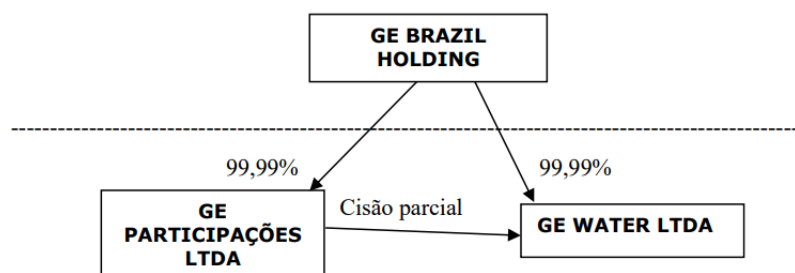 GE BRAZIL
HOLDING
99,99%
99,99%
GE
PARTICIPAÇÕES
LTDA
Cisão parcial
GE WATER LTDA